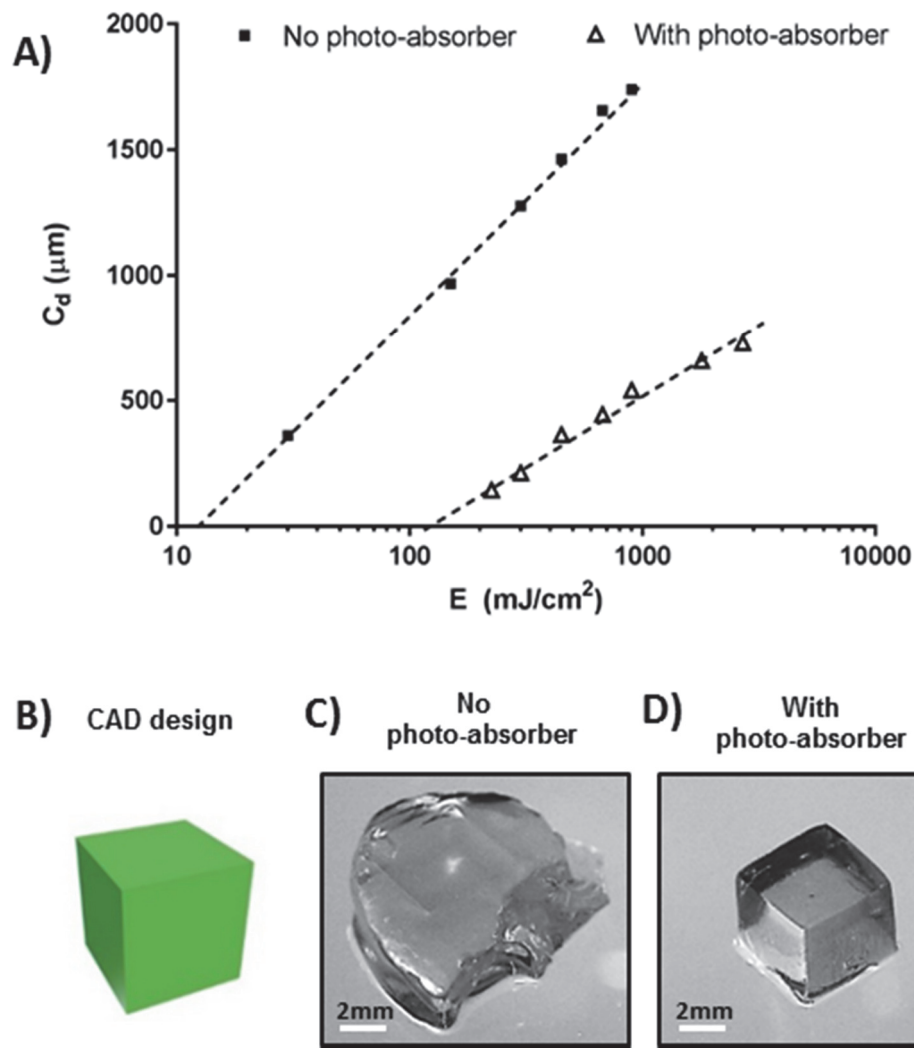 A)
■ No photo-absorber △ With photo-absorber
2000
1500
1000
500
0
C_d (μm)
10 100 1000 10000
E (mJ/cm²)
B) CAD design
C) No
photo-absorber
D) With
photo-absorber
2mm
2mm